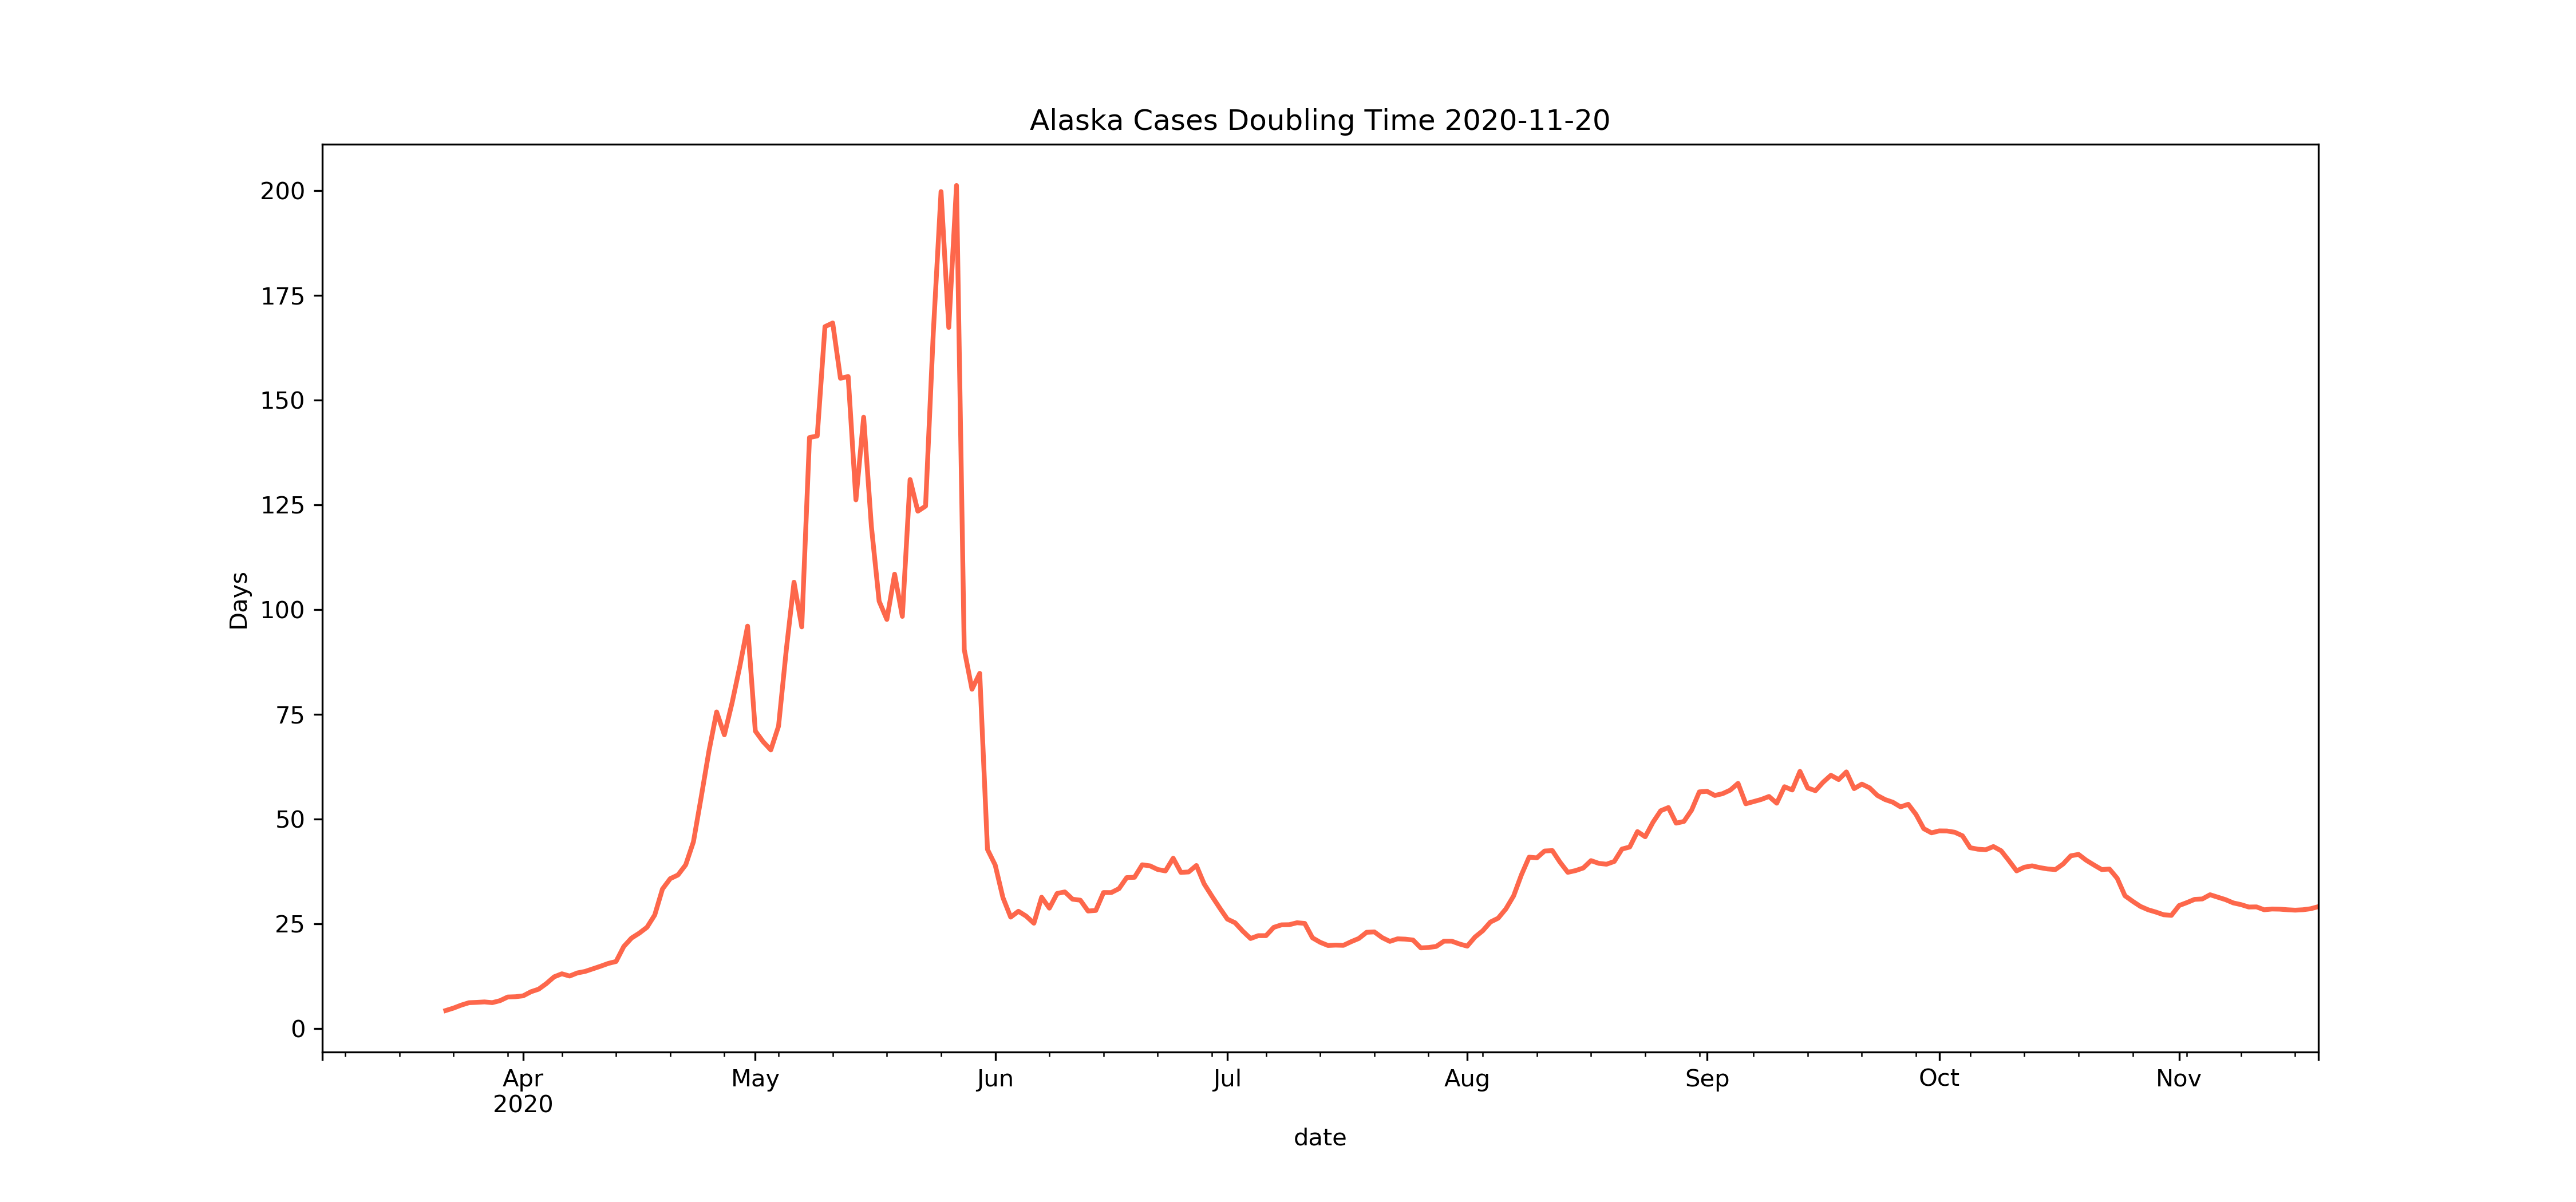 Alaska Cases Doubling Time 2020-11-20
200
175
150
125
100
75
50
25
0
Days
Apr May Jun Jul Aug Sep Oct Nov
2020
date